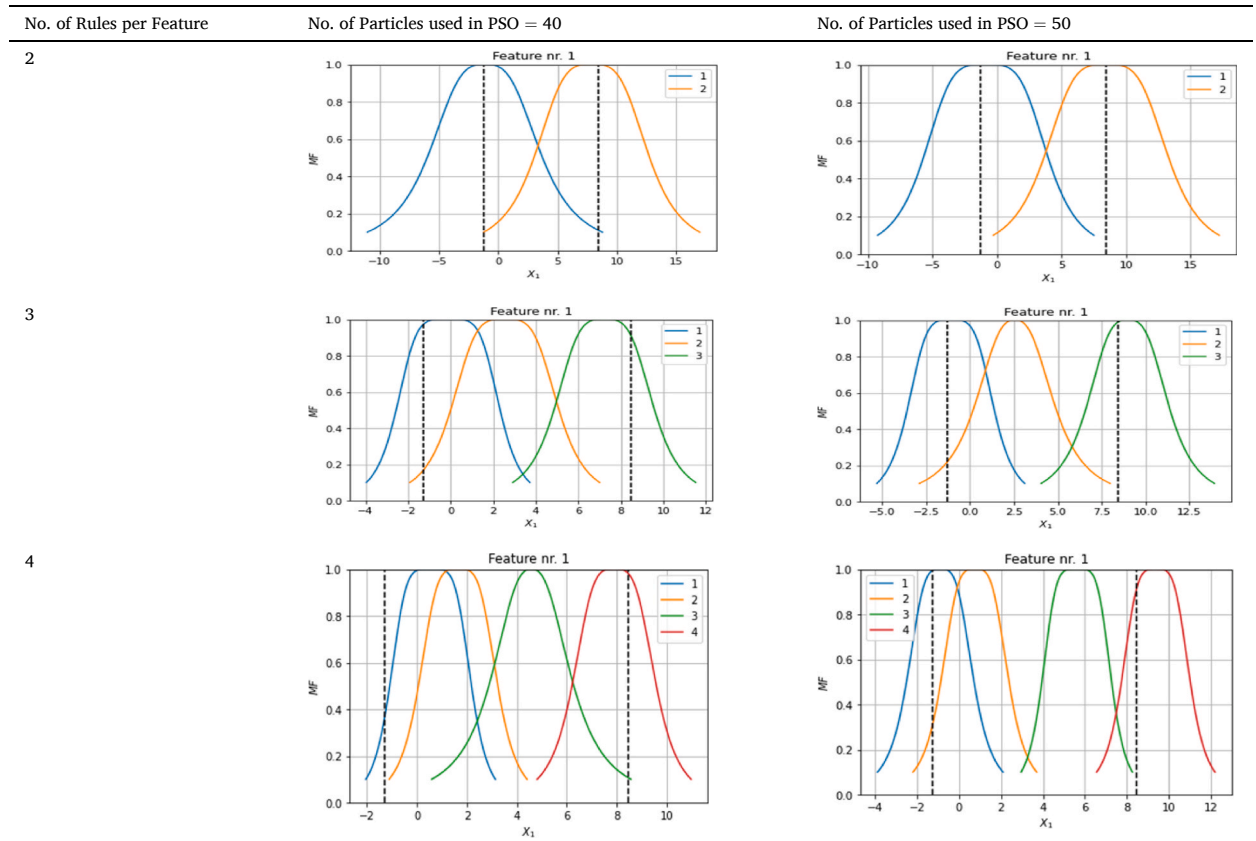 No. of Rules per Feature No. of Particles used in PSO = 40 No. of Particles used in PSO = 50
2
Feature nr. 1
1.0
0.8
0.6
0.4
0.2
0.0
MF
1
2
−10 −5 0 5 10 15
X₁
Feature nr. 1
1.0
0.8
0.6
0.4
0.2
0.0
MF
1
2
−10 −5 0 5 10 15
X₁
3
Feature nr. 1
1.0
0.8
0.6
0.4
0.2
0.0
MF
1
2
3
−4 −2 0 2 4 6 8 10 12
X₁
Feature nr. 1
1.0
0.8
0.6
0.4
0.2
0.0
MF
1
2
3
−5.0 −2.5 0.0 2.5 5.0 7.5 10.0 12.5
X₁
4
Feature nr. 1
1.0
0.8
0.6
0.4
0.2
0.0
MF
1
2
3
4
−2 0 2 4 6 8 10
X₁
Feature nr. 1
1.0
0.8
0.6
0.4
0.2
0.0
MF
1
2
3
4
−4 −2 0 2 4 6 8 10 12
X₁